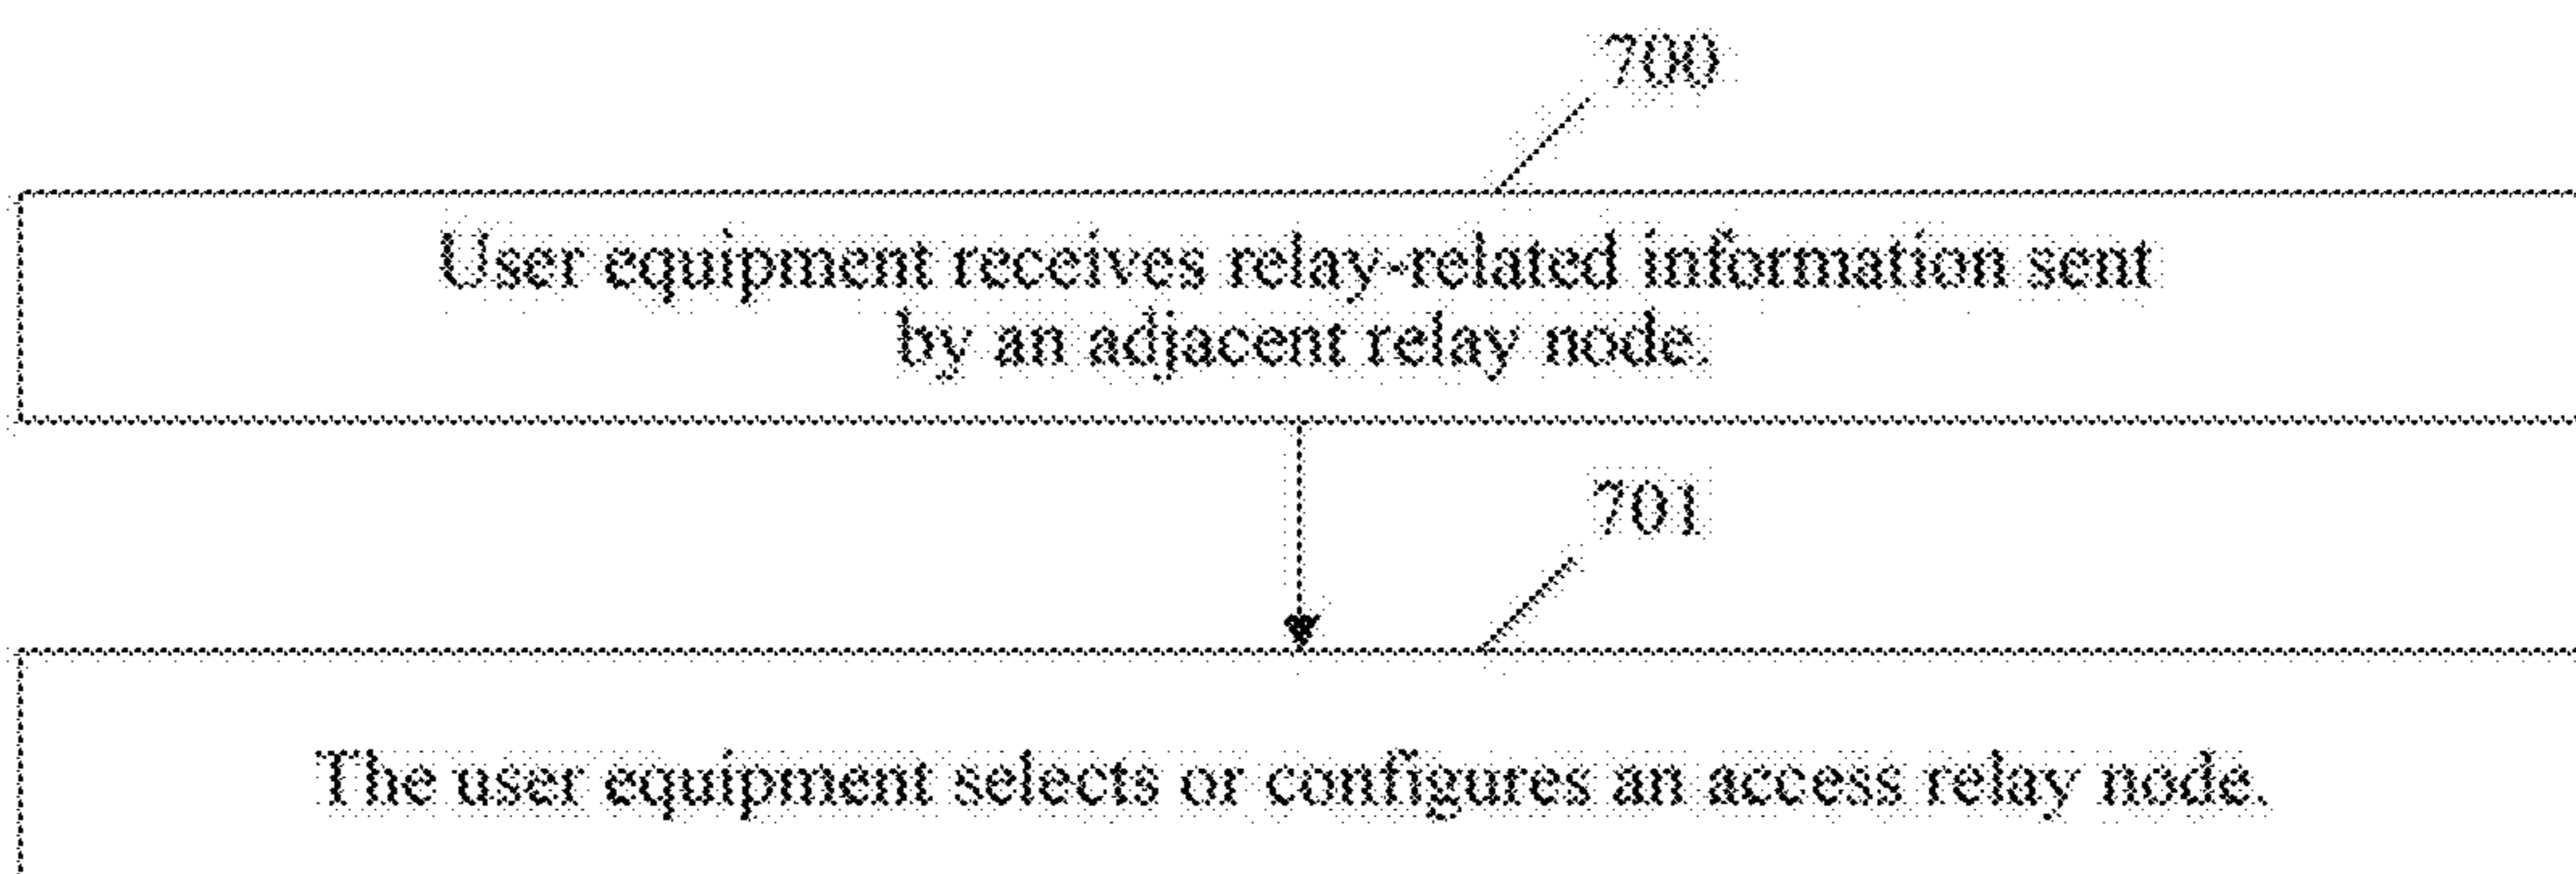 700
User equipment receives relay-related information sent
by an adjacent relay node.
701
The user equipment selects or configures an access relay node.